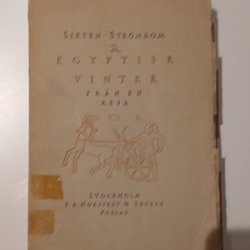 SIXTEN STRÖMBOM
EGYPTISK
VINTER
FRÅN EN
RESA
STOCKHOLM
P. A. NORSTEDT & SÖNERS
FÖRLAG